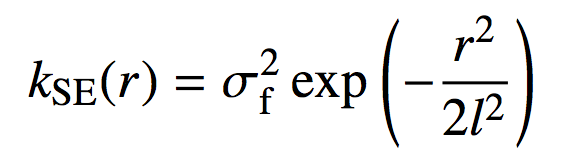 k_SE(r) = σ_f^2 exp(−r^2/2l^2)